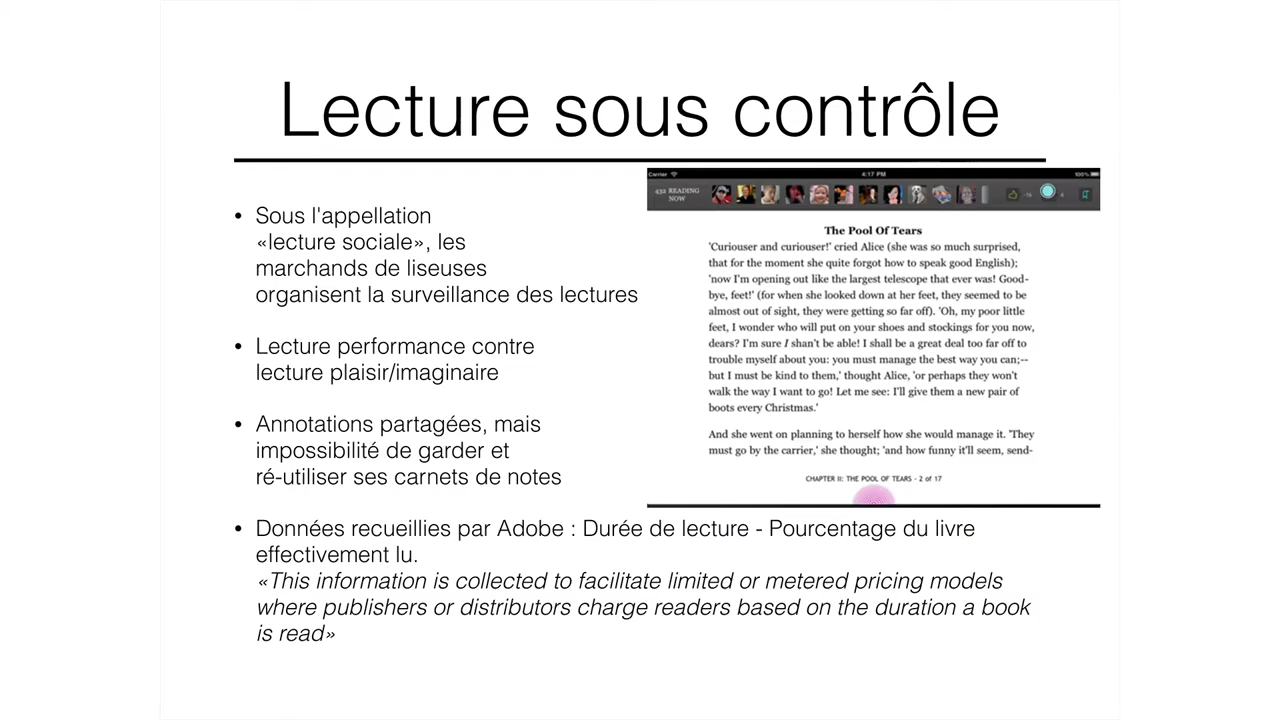 Lecture sous contrôle
• Sous l'appellation
«lecture sociale», les
marchands de liseuses
organisent la surveillance des lectures
• Lecture performance contre
lecture plaisir/imaginaire
• Annotations partagées, mais
impossibilité de garder et
ré-utiliser ses carnets de notes
Carrier 4:17 PM 100%
432 READING
NOW
The Pool Of Tears
'Curiouser and curiouser!' cried Alice (she was so much surprised,
that for the moment she quite forgot how to speak good English);
'now I'm opening out like the largest telescope that ever was! Good-
bye, feet!' (for when she looked down at her feet, they seemed to be
almost out of sight, they were getting so far off). 'Oh, my poor little
feet, I wonder who will put on your shoes and stockings for you now,
dears? I'm sure I shan't be able! I shall be a great deal too far off to
trouble myself about you: you must manage the best way you can;--
but I must be kind to them,' thought Alice, 'or perhaps they won't
walk the way I want to go! Let me see: I'll give them a new pair of
boots every Christmas.'
And she went on planning to herself how she would manage it. 'They
must go by the carrier,' she thought; 'and how funny it'll seem, send-
CHAPTER II: THE POOL OF TEARS - 2 of 17
• Données recueillies par Adobe : Durée de lecture - Pourcentage du livre
effectivement lu.
«This information is collected to facilitate limited or metered pricing models
where publishers or distributors charge readers based on the duration a book
is read»